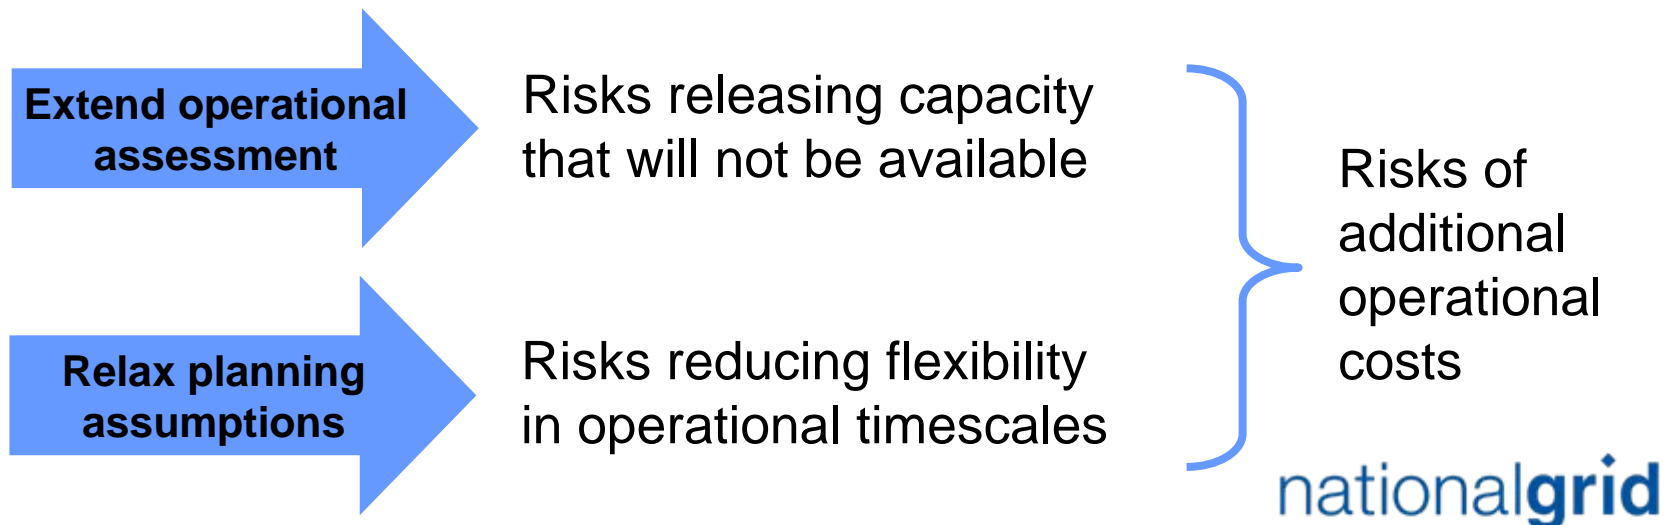 Extend operational
assessment
Risks releasing capacity
that will not be available
Relax planning
assumptions
Risks reducing flexibility
in operational timescales
Risks of
additional
operational
costs
nationalgrid